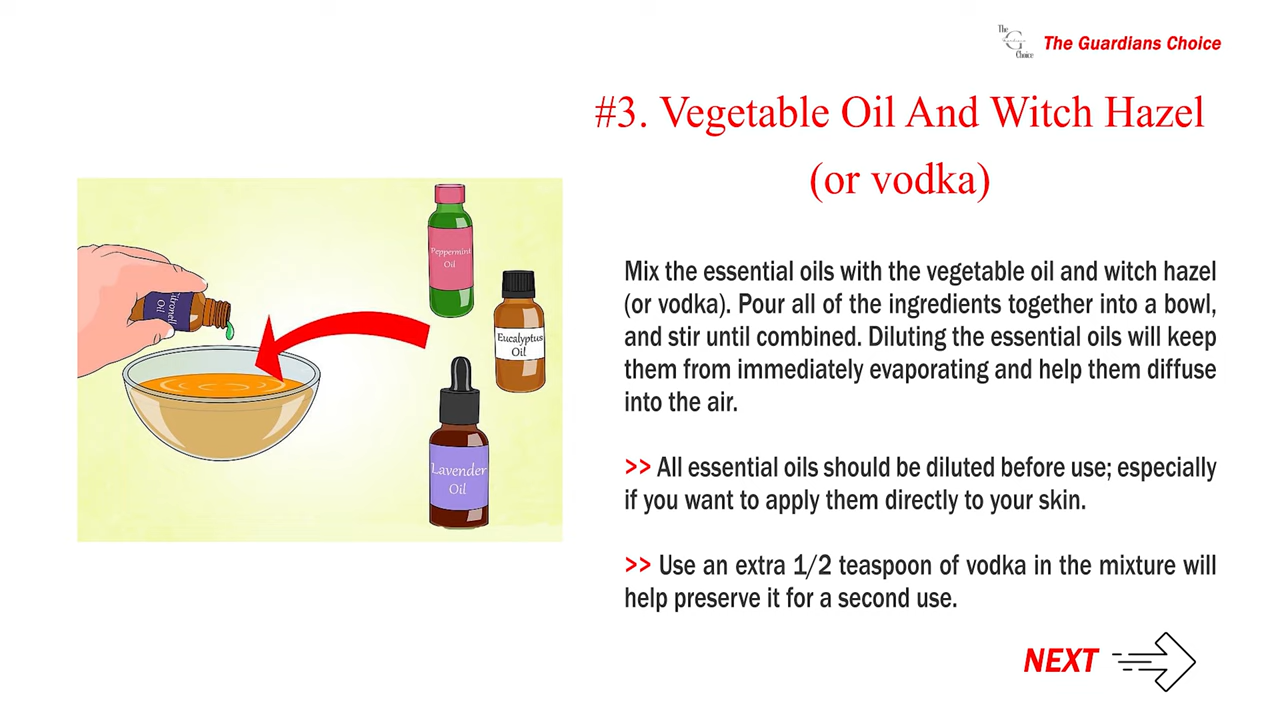 The
G
Choice
The Guardians Choice
#3. Vegetable Oil And Witch Hazel
(or vodka)
Peppermint
Oil
Eucalyptus
Oil
Oil
Lavender
Oil
Mix the essential oils with the vegetable oil and witch hazel
(or vodka). Pour all of the ingredients together into a bowl,
and stir until combined. Diluting the essential oils will keep
them from immediately evaporating and help them diffuse
into the air.
>> All essential oils should be diluted before use; especially
if you want to apply them directly to your skin.
>> Use an extra 1/2 teaspoon of vodka in the mixture will
help preserve it for a second use.
NEXT